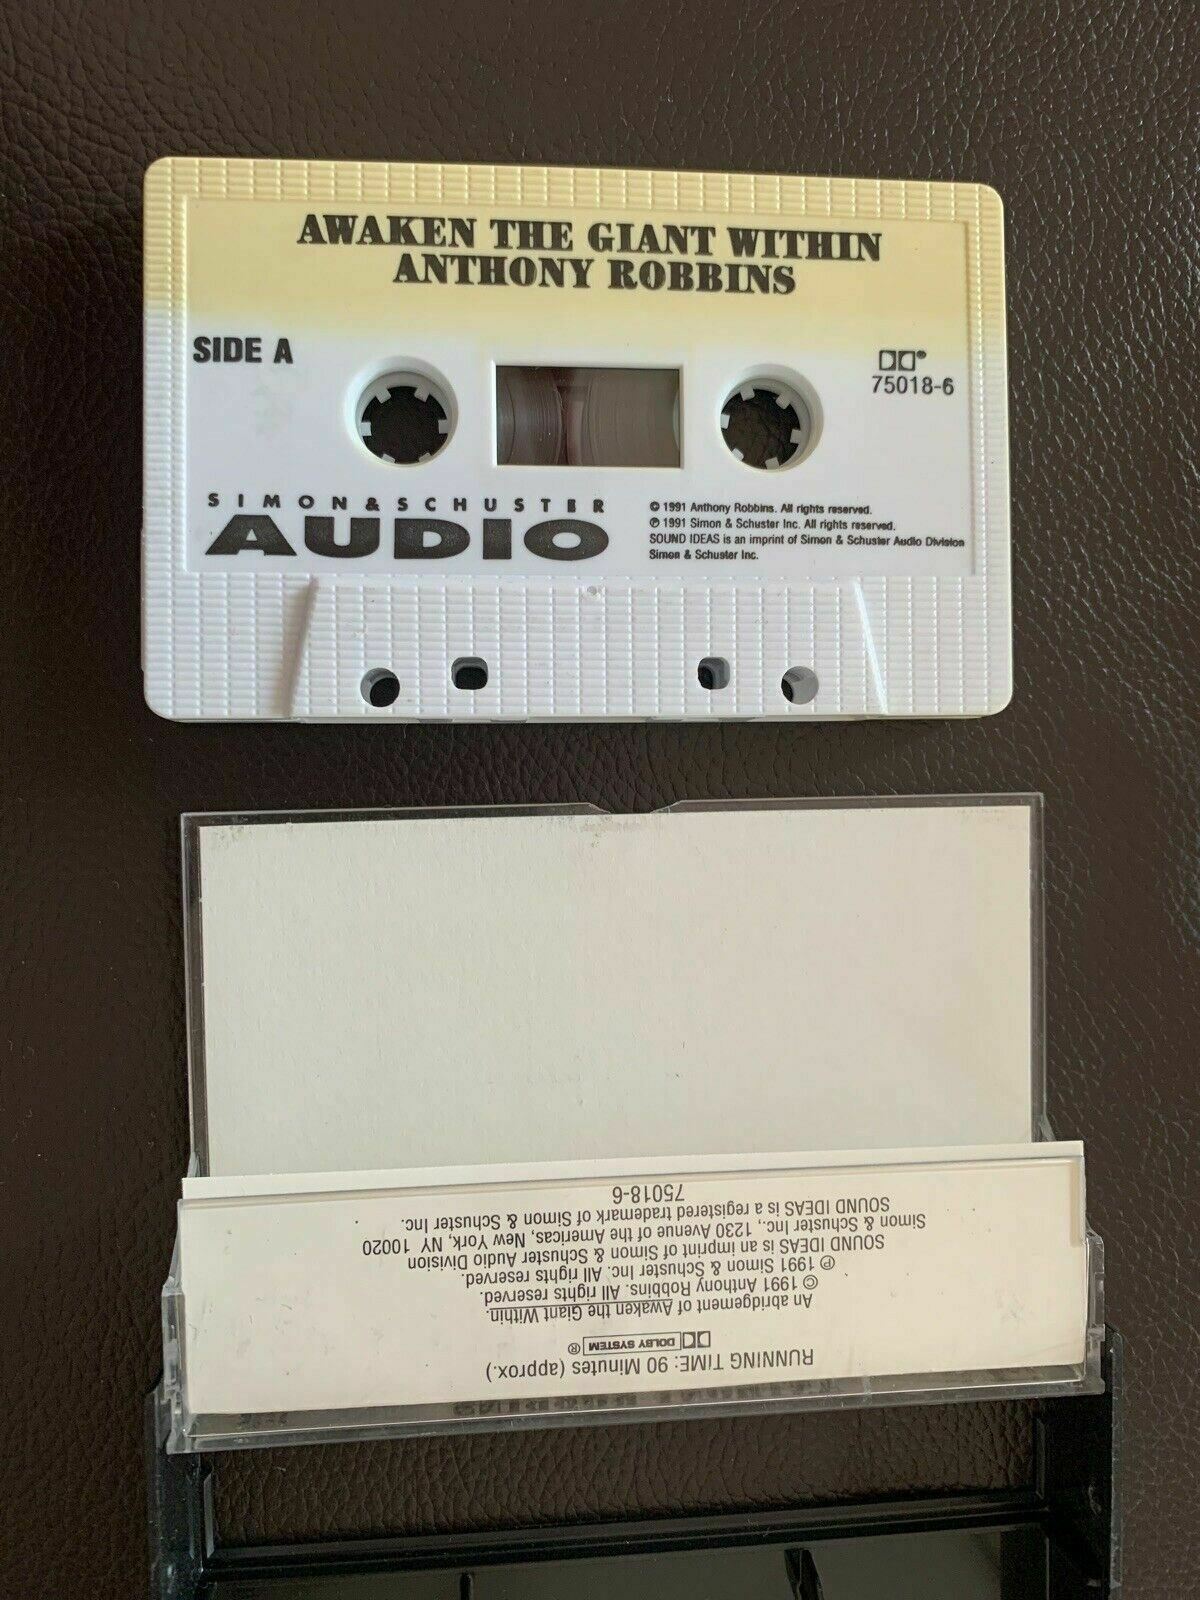 AWAKEN THE GIANT WITHIN
ANTHONY ROBBINS
SIDE A
75018-6
SIMON & SCHUSTER
AUDIO
© 1991 Anthony Robbins. All rights reserved.
℗ 1991 Simon & Schuster Inc. All rights reserved.
SOUND IDEAS is an imprint of Simon & Schuster Audio Division
Simon & Schuster Inc.
RUNNING TIME: 90 Minutes (approx.)
DOLBY SYSTEM ®
An abridgement of Awaken the Giant Within.
© 1991 Anthony Robbins. All rights reserved.
℗ 1991 Simon & Schuster Inc. All rights reserved.
SOUND IDEAS is an imprint of Simon & Schuster Audio Division
Simon & Schuster Inc., 1230 Avenue of the Americas, New York, NY 10020
SOUND IDEAS is a registered trademark of Simon & Schuster Inc.
75018-6